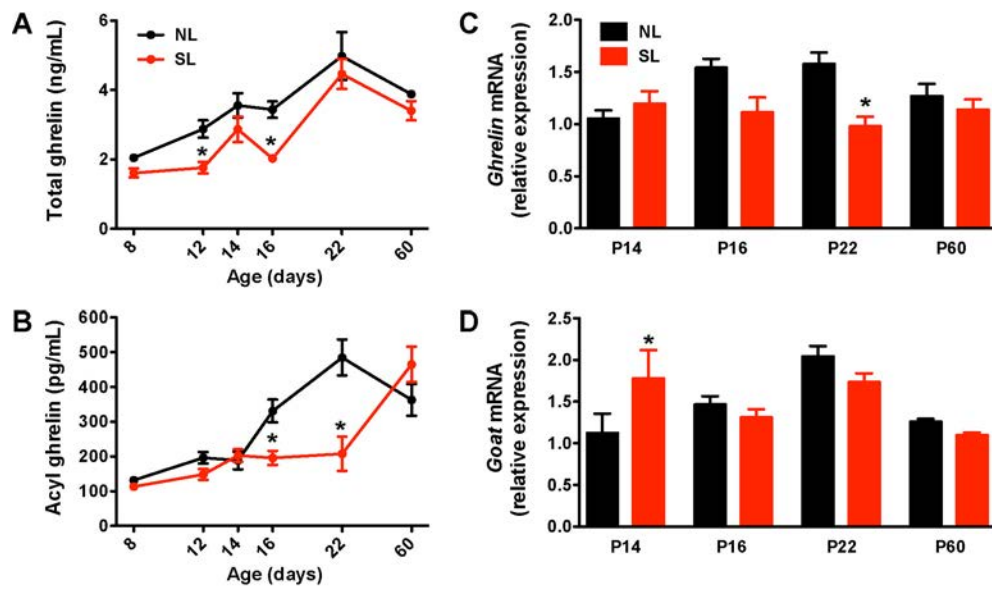 A
Total ghrelin (ng/mL)
6
4
2
0
NL
SL
*
*
8
12
14
16
22
60
Age (days)
C
Ghrelin mRNA
(relative expression)
2.0
1.5
1.0
0.5
0.0
NL
SL
*
P14
P16
P22
P60
B
Acyl ghrelin (pg/mL)
600
500
400
300
200
100
0
*
*
8
12
14
16
22
60
Age (days)
D
Goat mRNA
(relative expression)
2.5
2.0
1.5
1.0
0.5
0.0
*
P14
P16
P22
P60